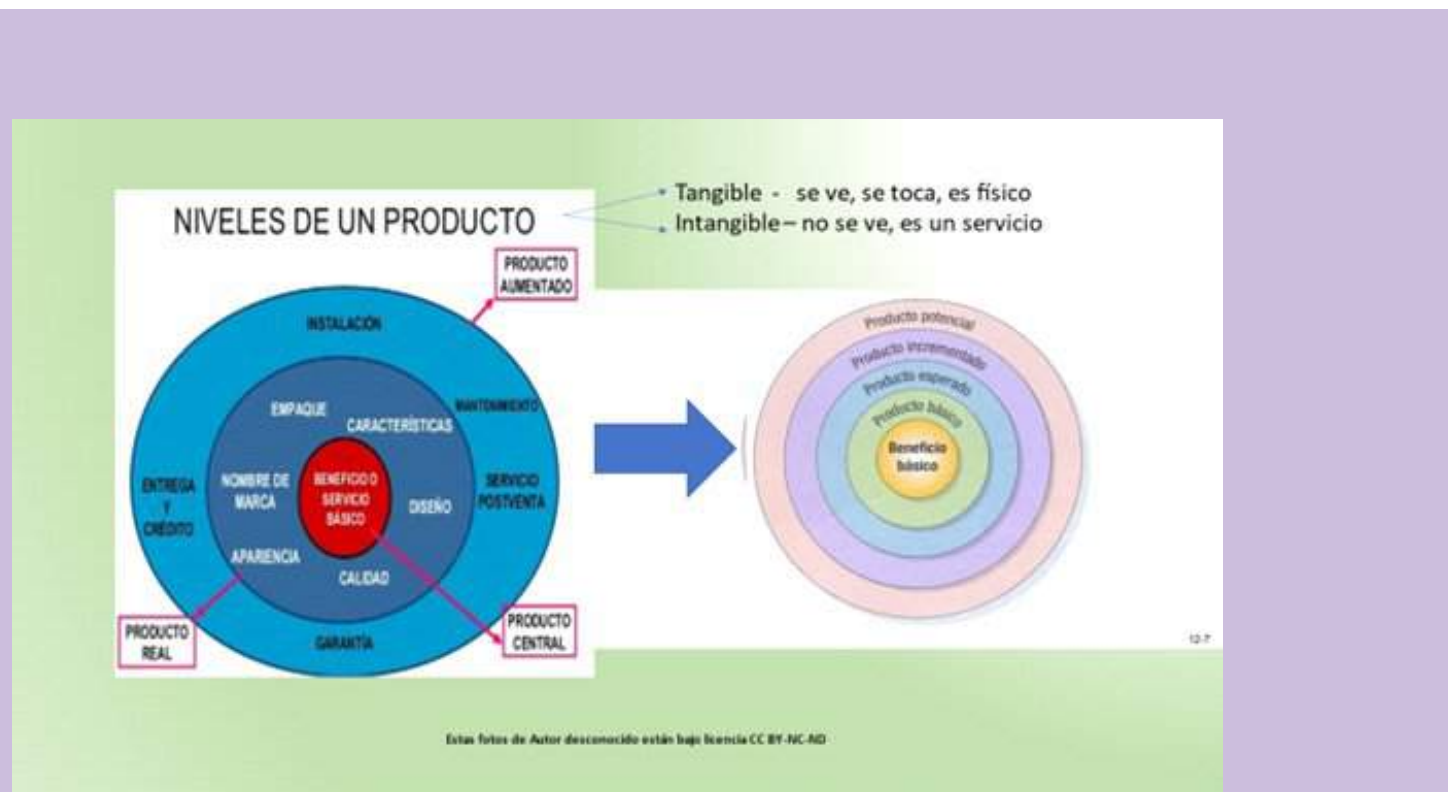 Tangible - se ve, se toca, es físico
Intangible – no se ve, es un servicio
NIVELES DE UN PRODUCTO
PRODUCTO
AUMENTADO
INSTALACIÓN
EMPAQUE
CARACTERÍSTICAS
MANTENIMIENTO
ENTREGA
Y
CRÉDITO
NOMBRE DE
MARCA
BENEFICIO O
SERVICIO
BÁSICO
DISEÑO
SERVICIO
POSTVENTA
APARIENCIA
CALIDAD
PRODUCTO
REAL
GARANTÍA
PRODUCTO
CENTRAL
Producto potencial
Producto incrementado
Producto esperado
Producto básico
Beneficio
básico
12-7
Estas fotos de Autor desconocido están bajo licencia CC BY-NC-ND